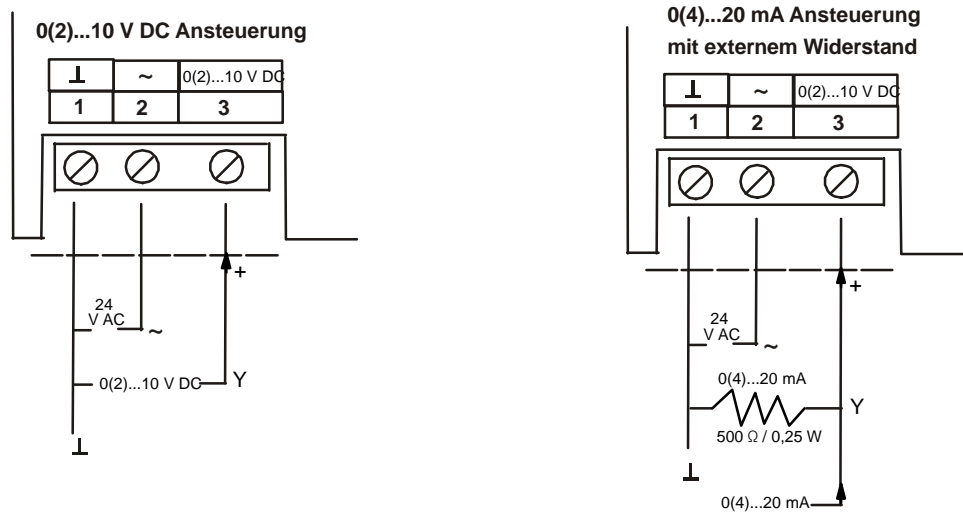 0(2)...10 V DC Ansteuerung
⊥ ~ 0(2)...10 V DC
1 2 3
+
24
V AC
~
0(2)...10 V DC
Y
⊥
0(4)...20 mA Ansteuerung
mit externem Widerstand
⊥ ~ 0(2)...10 V DC
1 2 3
+
24
V AC
~
0(4)...20 mA
Y
500 Ω / 0,25 W
⊥
0(4)...20 mA